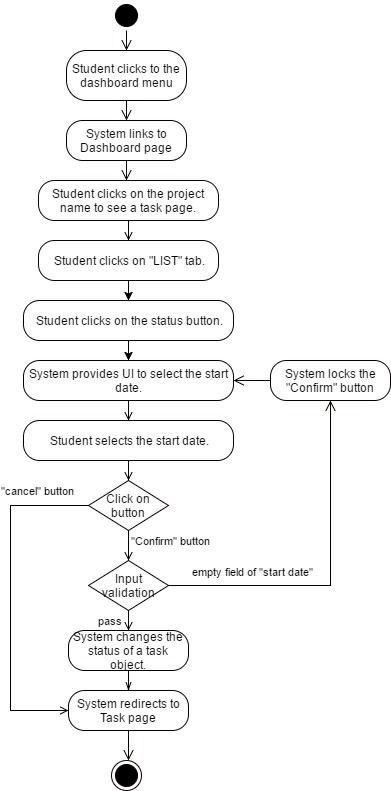 Student clicks to the
dashboard menu
System links to
Dashboard page
Student clicks on the project
name to see a task page.
Student clicks on "LIST" tab.
Student clicks on the status button.
System provides UI to select the start
date.
System locks the
"Confirm" button
Student selects the start date.
"cancel" button
Click on
button
"Confirm" button
Input
validation
empty field of "start date"
pass
System changes the
status of a task
object.
System redirects to
Task page